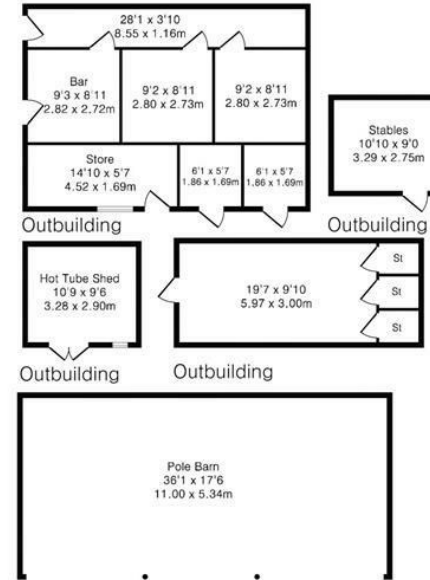 28'1 x 3'10
8.55 x 1.16m
Bar
9'3 x 8'11
2.82 x 2.72m
9'2 x 8'11
2.80 x 2.73m
9'2 x 8'11
2.80 x 2.73m
Store
14'10 x 5'7
4.52 x 1.69m
6'1 x 5'7
1.86 x 1.69m
6'1 x 5'7
1.86 x 1.69m
Outbuilding
Stables
10'10 x 9'0
3.29 x 2.75m
Outbuilding
Hot Tube Shed
10'9 x 9'6
3.28 x 2.90m
Outbuilding
19'7 x 9'10
5.97 x 3.00m
St
St
St
Outbuilding
Pole Barn
36'1 x 17'6
11.00 x 5.34m